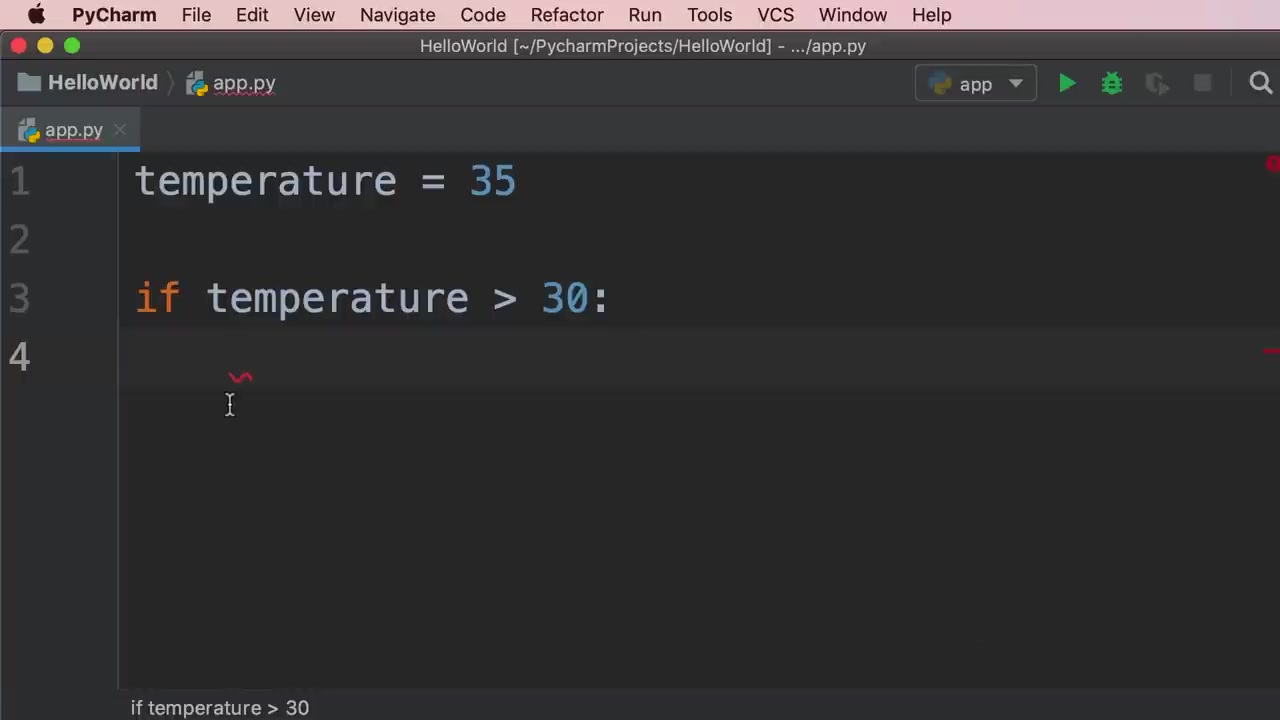 PyCharm File Edit View Navigate Code Refactor Run Tools VCS Window Help
HelloWorld [~/PycharmProjects/HelloWorld] - .../app.py
HelloWorld app.py app
app.py
1 temperature = 35
2
3 if temperature > 30:
4
if temperature > 30